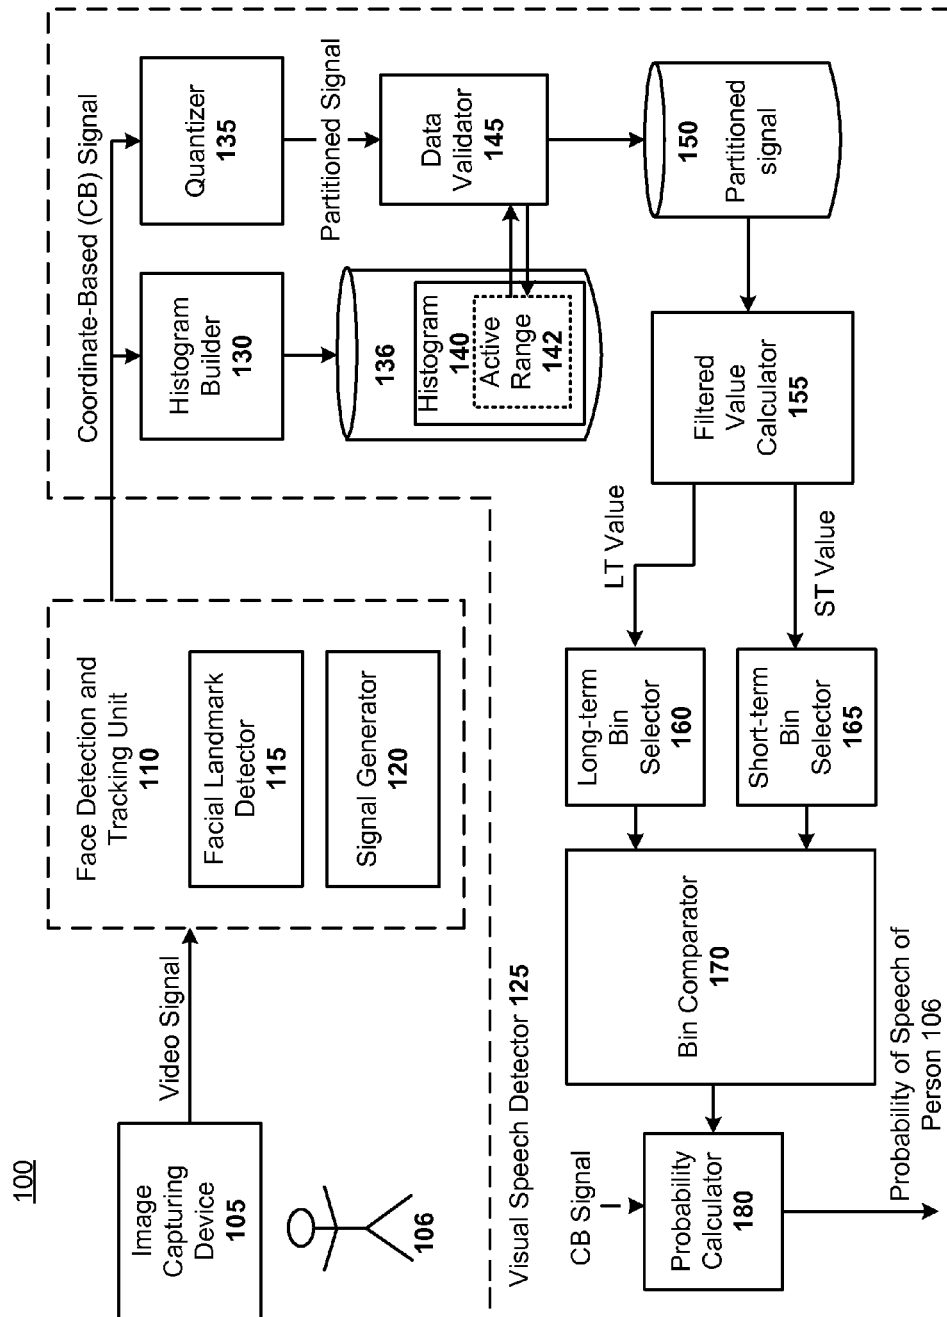 100
Image
Capturing
Device
105
106
Video Signal
Face Detection and
Tracking Unit
110
Facial Landmark
Detector
115
Signal Generator
120
Coordinate-Based (CB) Signal
Visual Speech Detector 125
Histogram
Builder
130
Quantizer
135
Partitioned Signal
136
Histogram
140
Active
Range
142
Data
Validator
145
150
Partitioned
signal
Filtered
Value
Calculator
155
LT Value
ST Value
Long-term
Bin
Selector
160
Short-term
Bin
Selector
165
Bin Comparator
170
CB Signal
Probability
Calculator
180
Probability of Speech of
Person 106